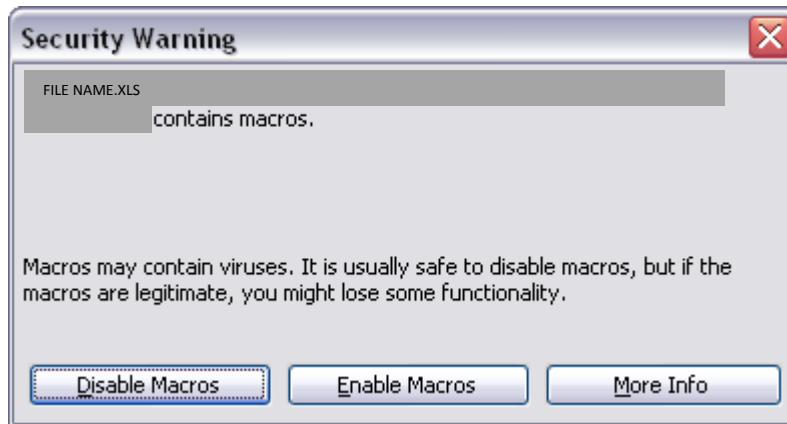 Security Warning
FILE NAME.XLS
contains macros.
Macros may contain viruses. It is usually safe to disable macros, but if the
macros are legitimate, you might lose some functionality.
Disable Macros Enable Macros More Info